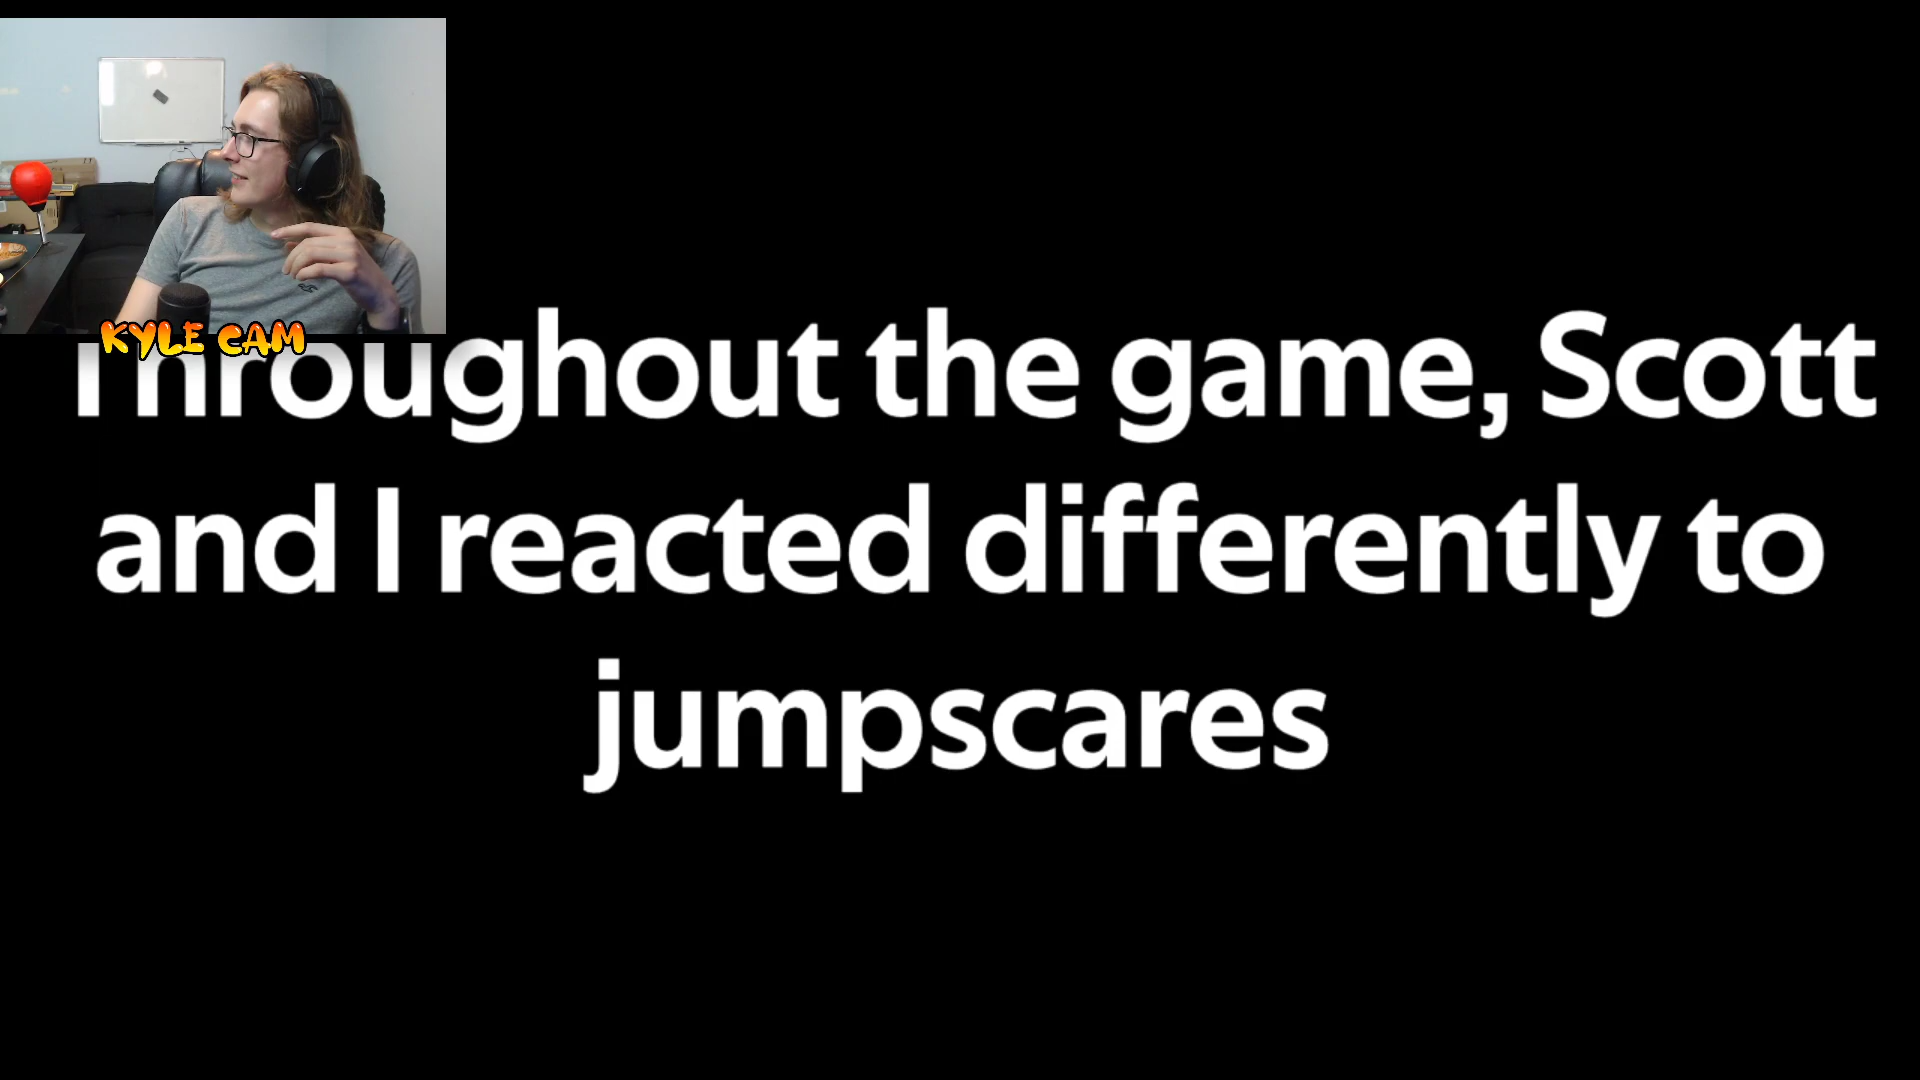 KYLE CAM
Throughout the game, Scott
and I reacted differently to
jumpscares